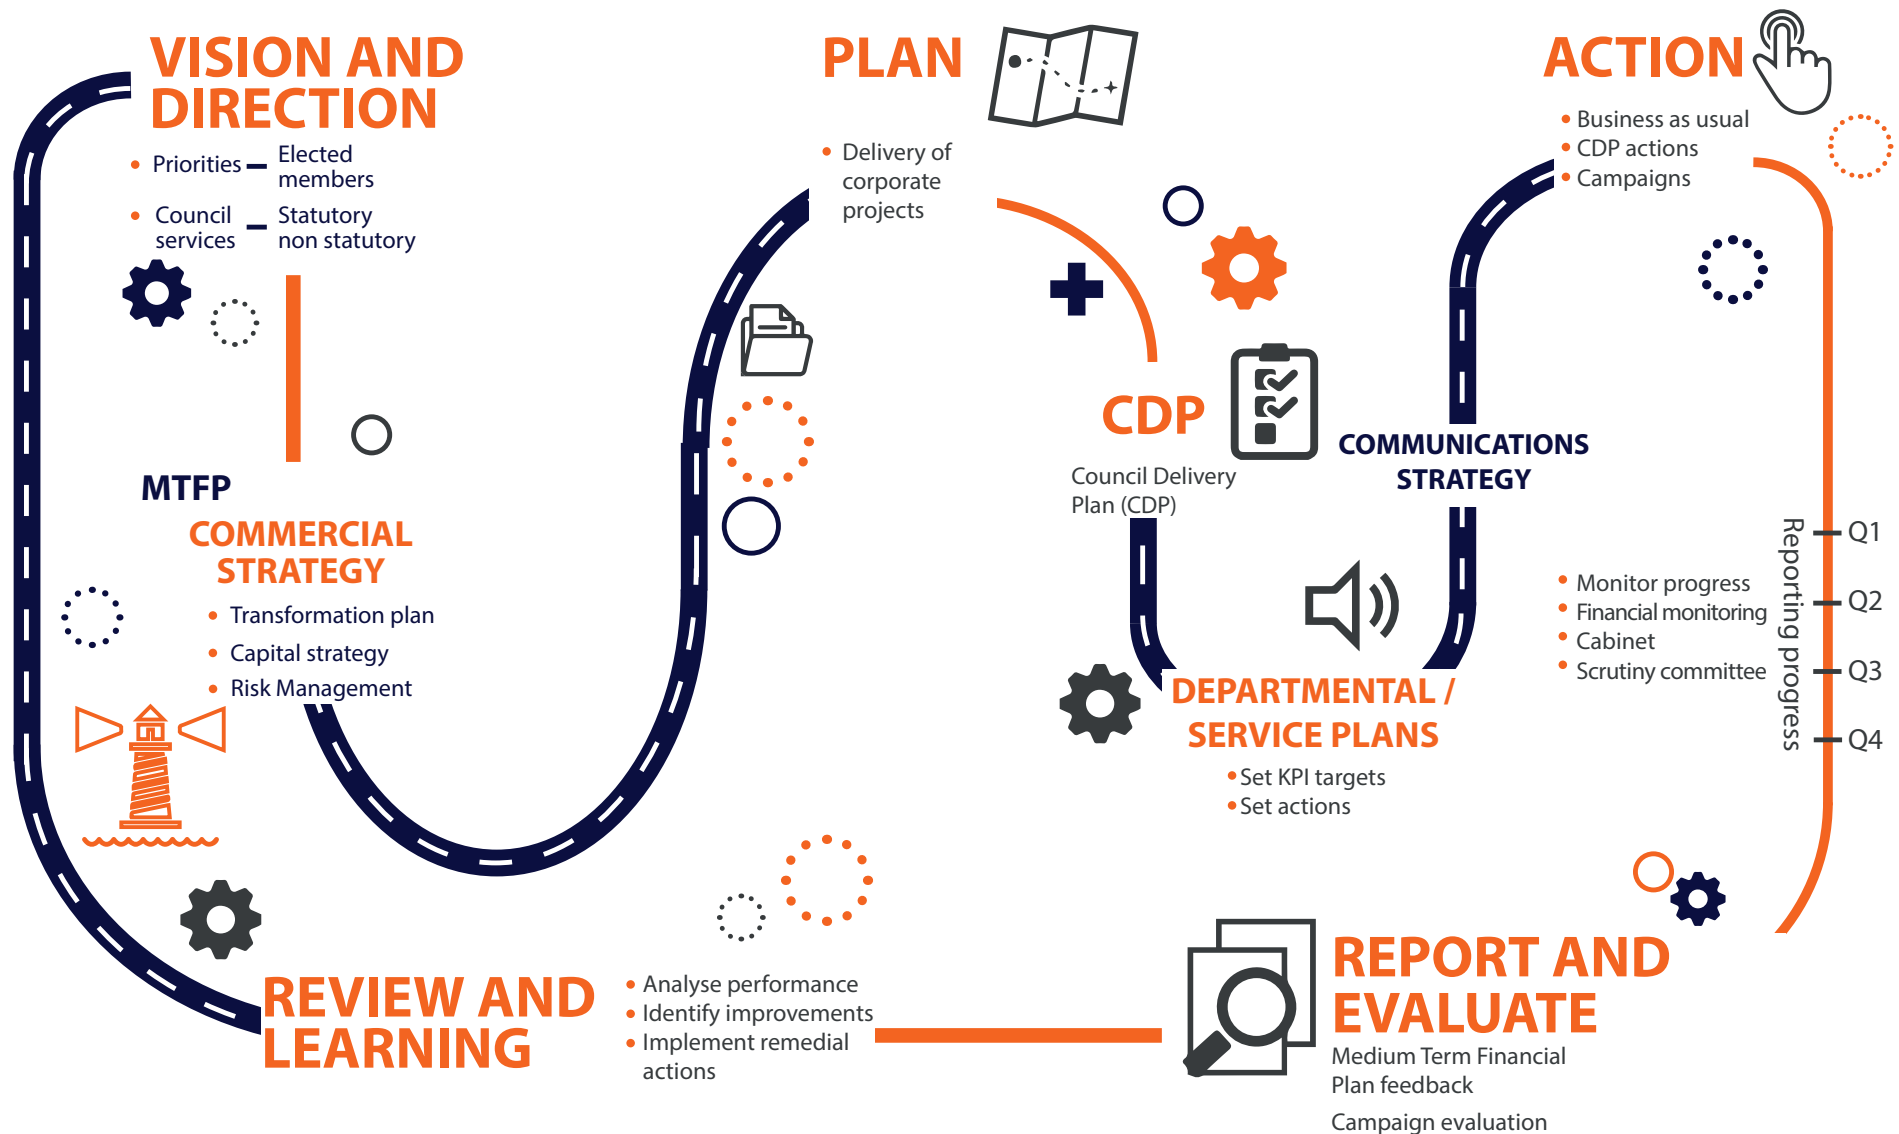 VISION AND
DIRECTION
• Priorities – Elected
members
• Council
services – Statutory
non statutory
MTFP
COMMERCIAL
STRATEGY
• Transformation plan
• Capital strategy
• Risk Management
PLAN
• Delivery of
corporate
projects
CDP
Council Delivery
Plan (CDP)
DEPARTMENTAL /
SERVICE PLANS
• Set KPI targets
• Set actions
COMMUNICATIONS
STRATEGY
ACTION
• Business as usual
• CDP actions
• Campaigns
• Monitor progress
• Financial monitoring
• Cabinet
• Scrutiny committee
Reporting progress
Q1
Q2
Q3
Q4
REPORT AND
EVALUATE
Medium Term Financial
Plan feedback
Campaign evaluation
REVIEW AND
LEARNING
• Analyse performance
• Identify improvements
• Implement remedial
actions